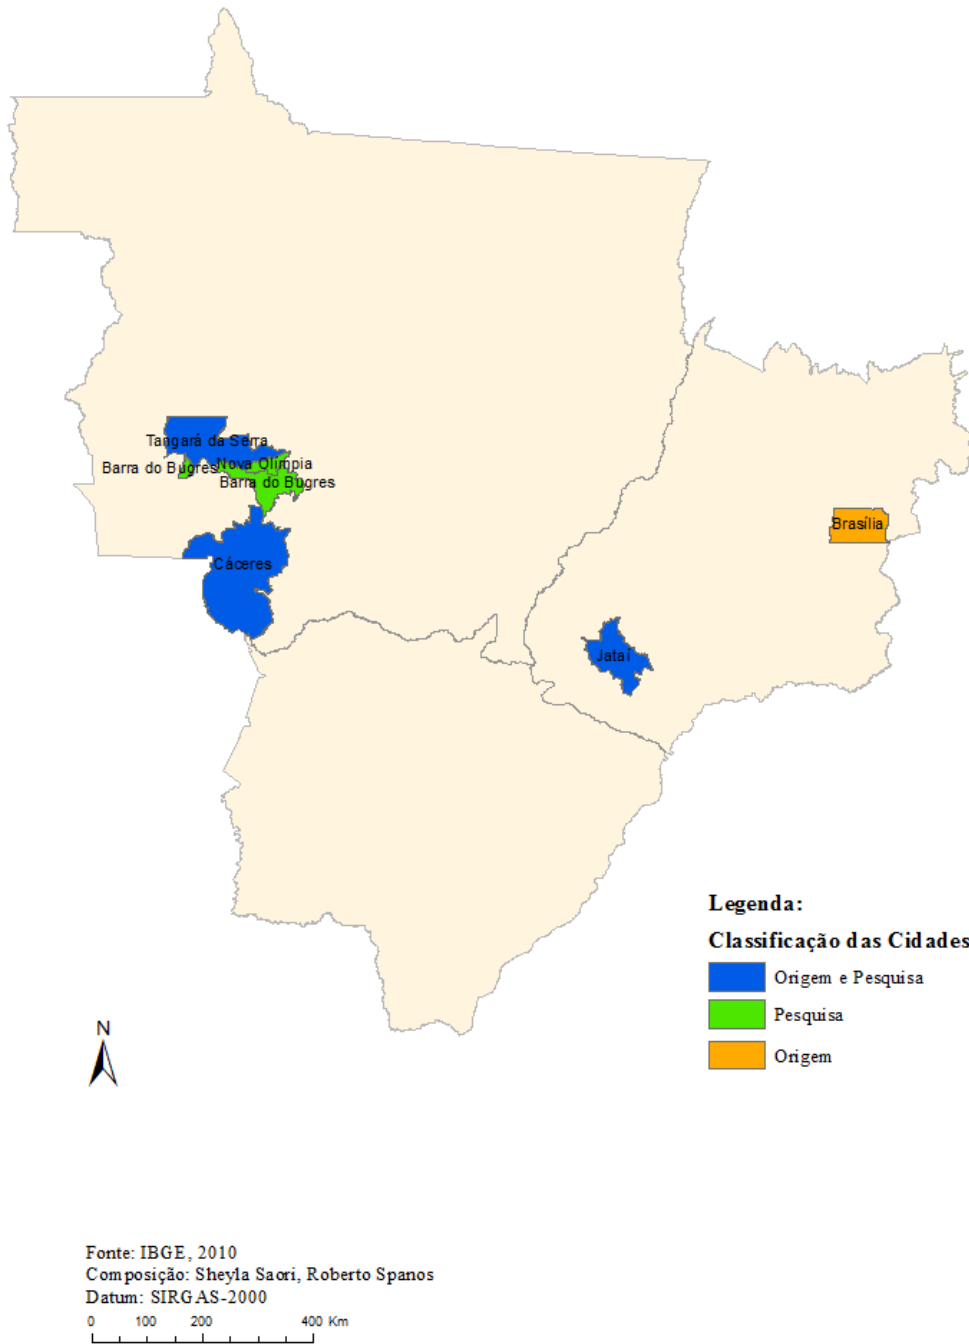 Tangará da Serra
Barra do Bugres
Nova Olímpia
Barra do Bugres
Cáceres
Brasília
Jataí
Legenda:
Classificação das Cidades
Origem e Pesquisa
Pesquisa
Origem
N
Fonte: IBGE, 2010
Composição: Sheyla Saori, Roberto Spanos
Datum: SIRGAS-2000
0 100 200 400 Km